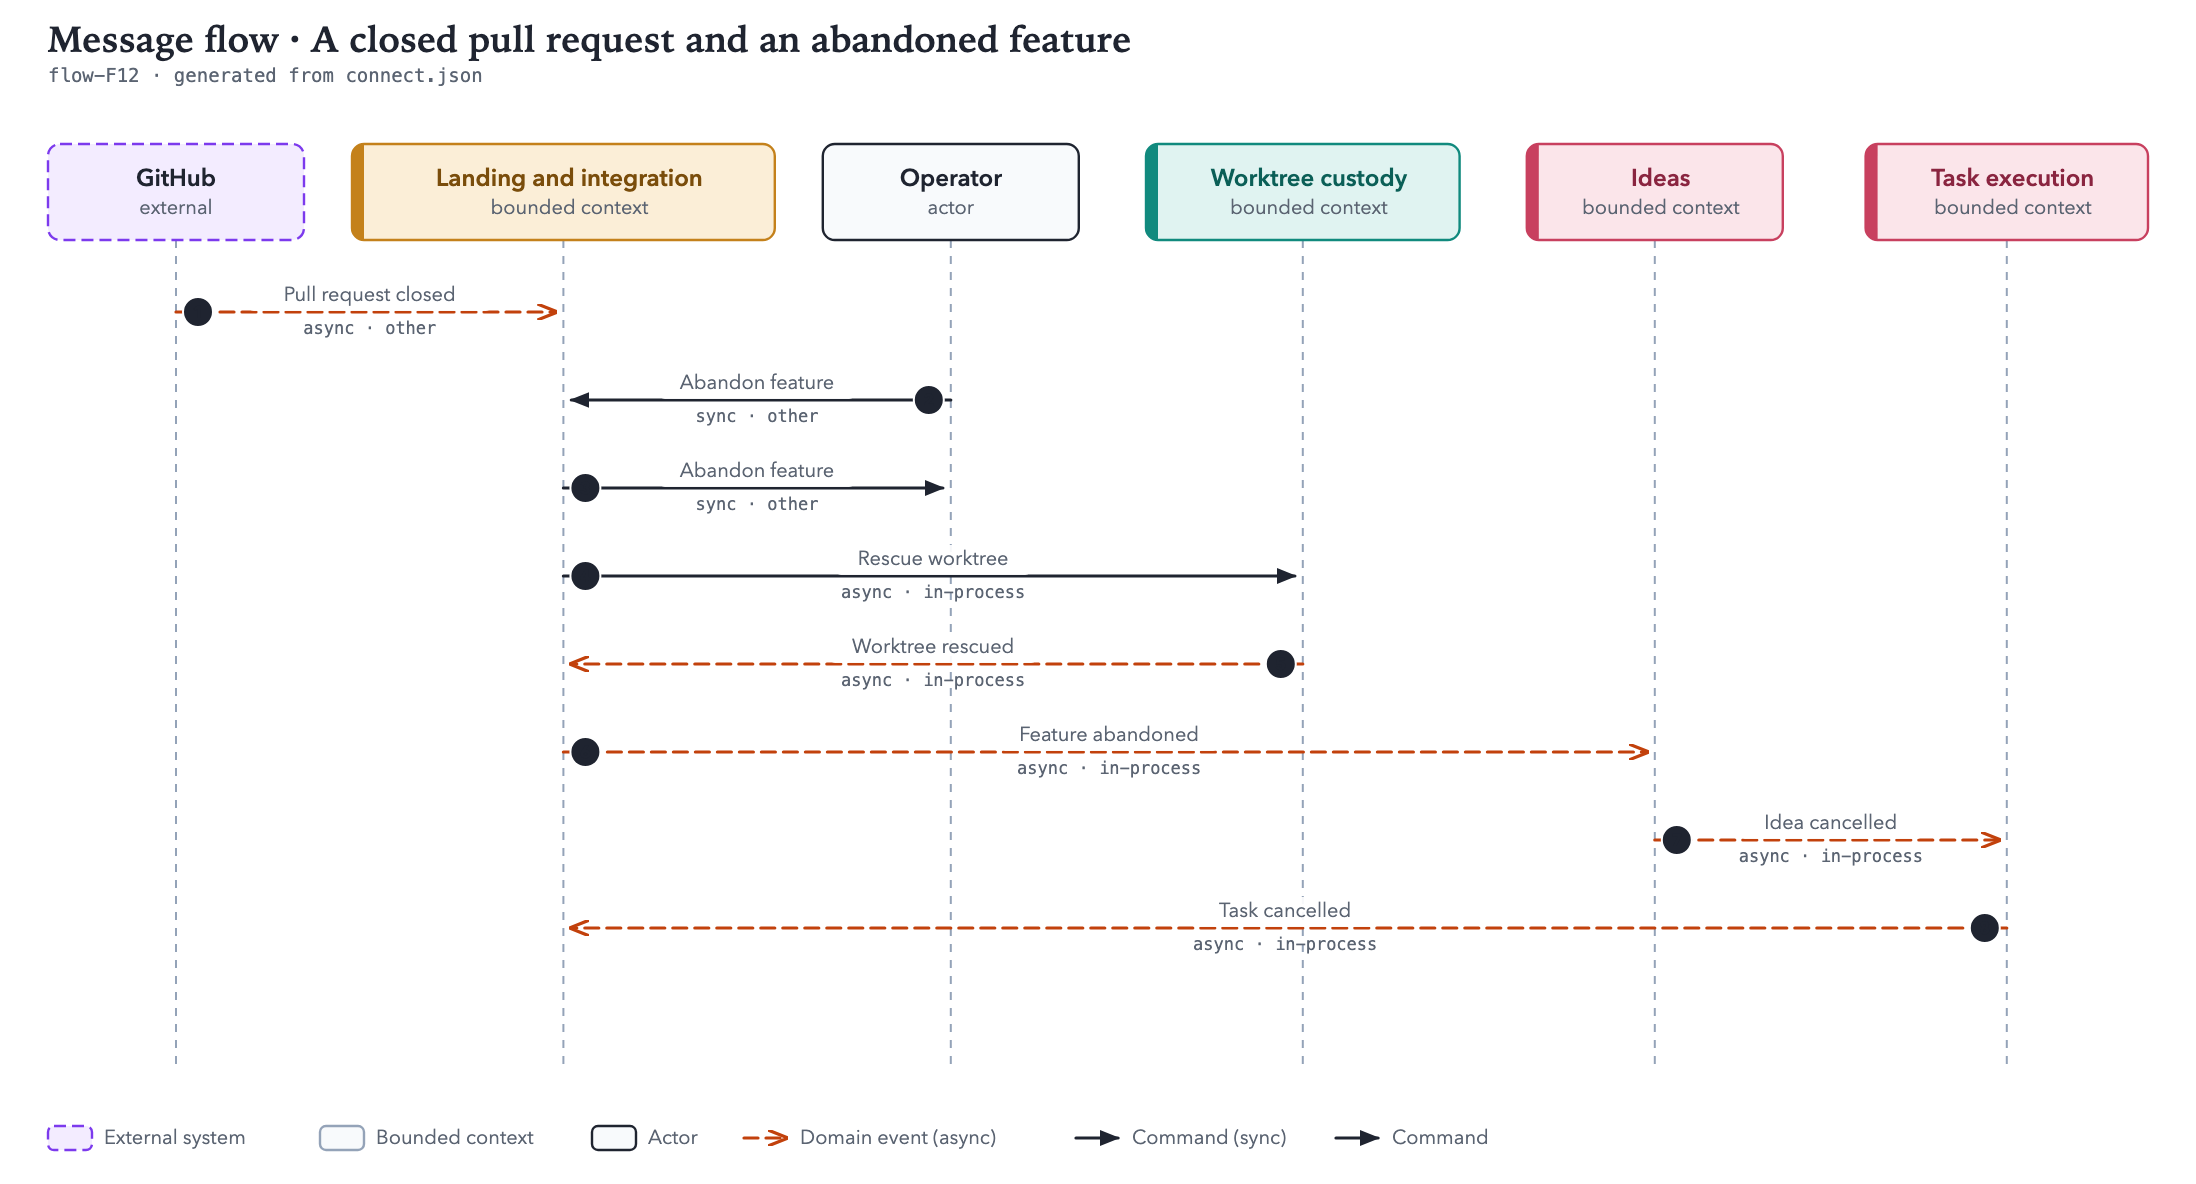 Message flow · A closed pull request and an abandoned feature
flow-F12 · generated from connect.json
GitHub
external
Landing and integration
bounded context
Operator
actor
Worktree custody
bounded context
Ideas
bounded context
Task execution
bounded context
Pull request closed
async · other
Abandon feature
sync · other
Abandon feature
sync · other
Rescue worktree
async · in-process
Worktree rescued
async · in-process
Feature abandoned
async · in-process
Idea cancelled
async · in-process
Task cancelled
async · in-process
External system
Bounded context
Actor
Domain event (async)
Command (sync)
Command